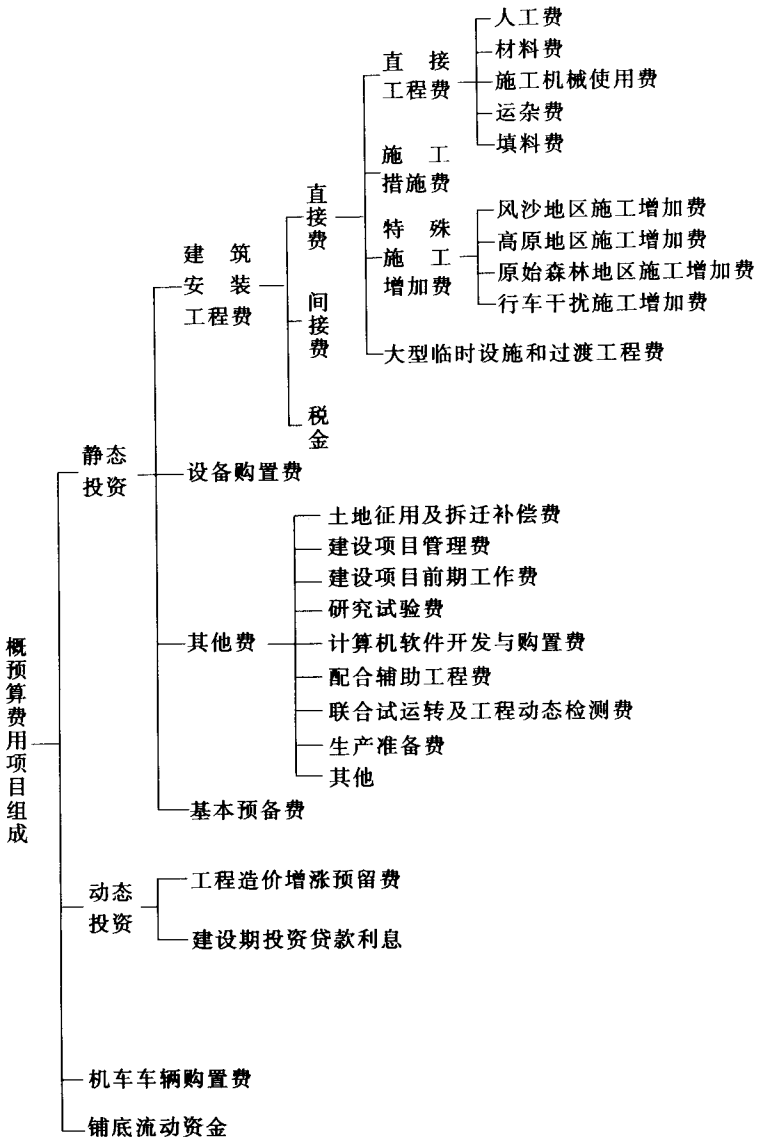 概预算费用项目组成
静态
投资
建筑
安装
工程费
直接费
直接
工程费
人工费
材料费
施工机械使用费
运杂费
填料费
施工
措施费
特殊
施工
增加费
风沙地区施工增加费
高原地区施工增加费
原始森林地区施工增加费
行车干扰施工增加费
大型临时设施和过渡工程费
间接费
税金
设备购置费
其他费
土地征用及拆迁补偿费
建设项目管理费
建设项目前期工作费
研究试验费
计算机软件开发与购置费
配合辅助工程费
联合试运转及工程动态检测费
生产准备费
其他
基本预备费
动态
投资
工程造价增涨预留费
建设期投资贷款利息
机车车辆购置费
铺底流动资金